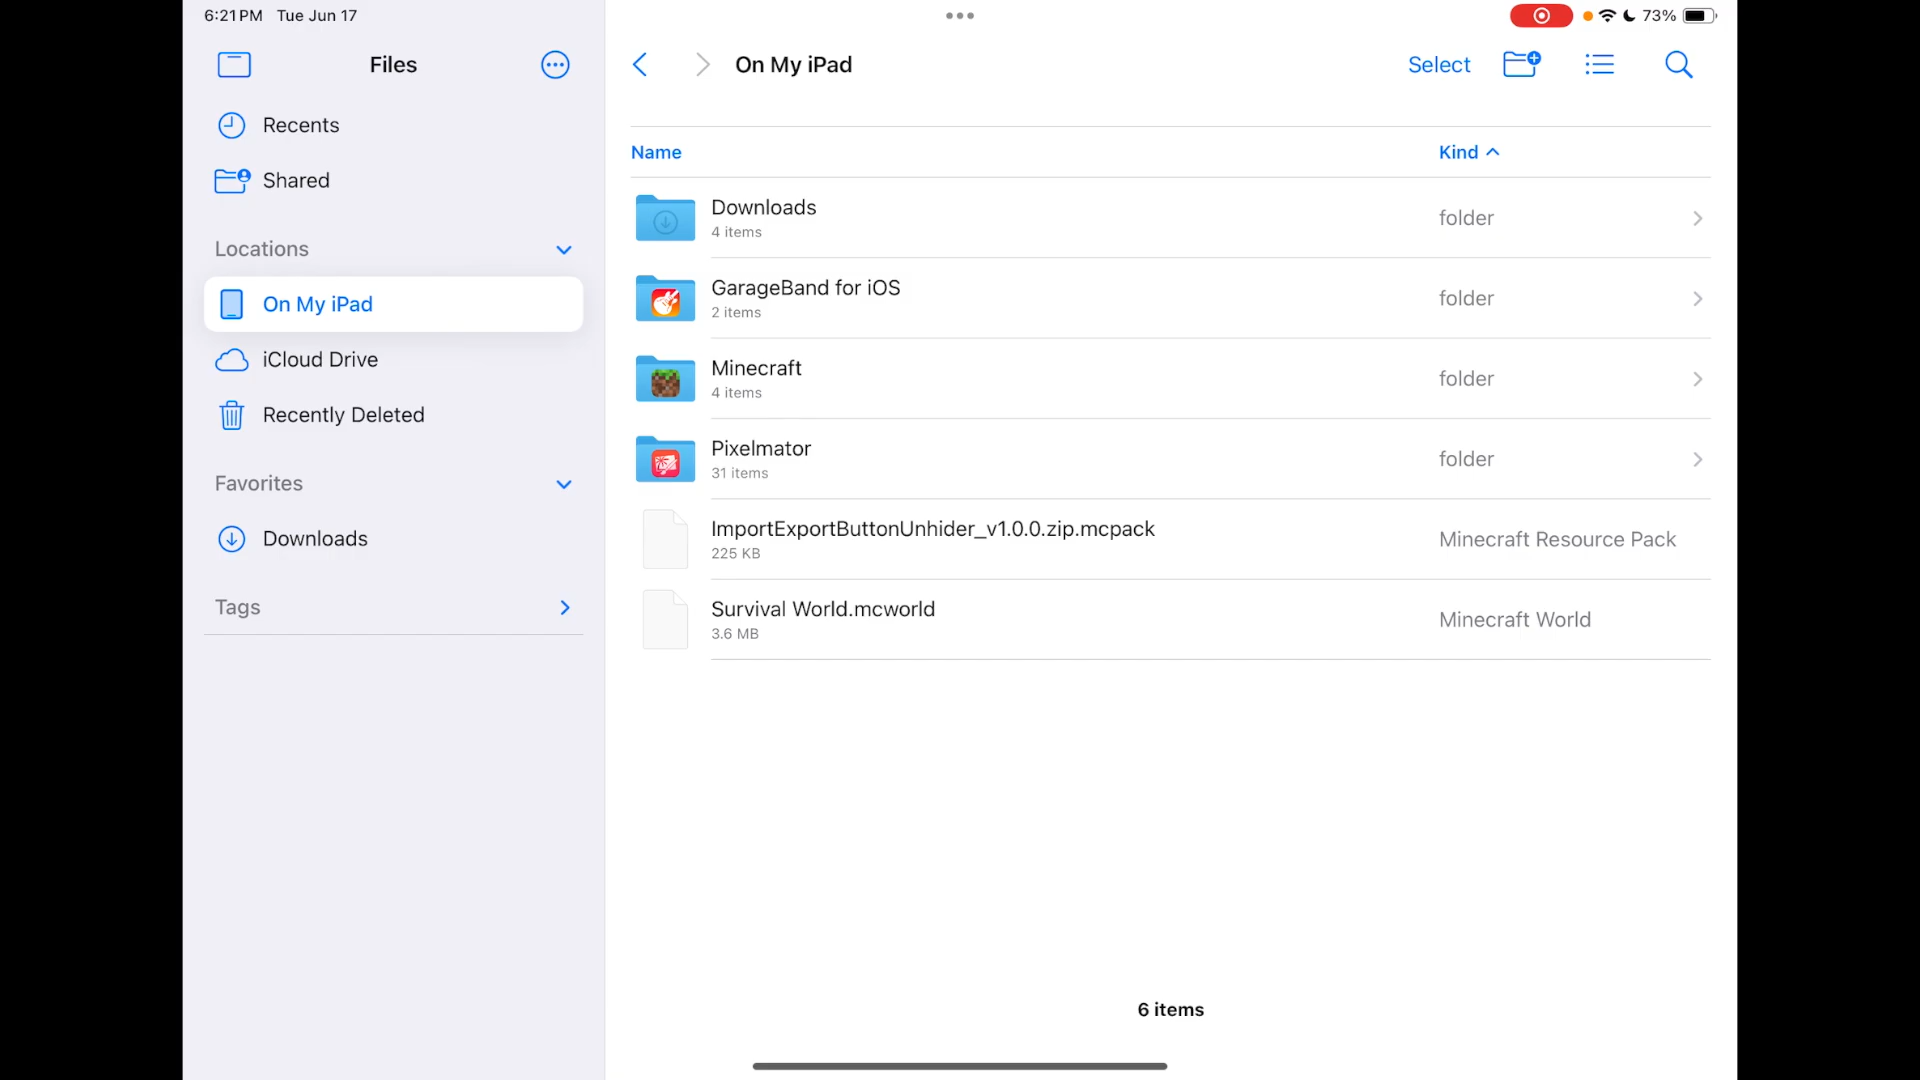 6:21 PM Tue Jun 17
73%
Files
Recents
Shared
Locations
On My iPad
iCloud Drive
Recently Deleted
Favorites
Downloads
Tags
On My iPad
Select
Name
Kind
Downloads
4 items
folder
GarageBand for iOS
2 items
folder
Minecraft
4 items
folder
Pixelmator
31 items
folder
ImportExportButtonUnhider_v1.0.0.zip.mcpack
225 KB
Minecraft Resource Pack
Survival World.mcworld
3.6 MB
Minecraft World
6 items